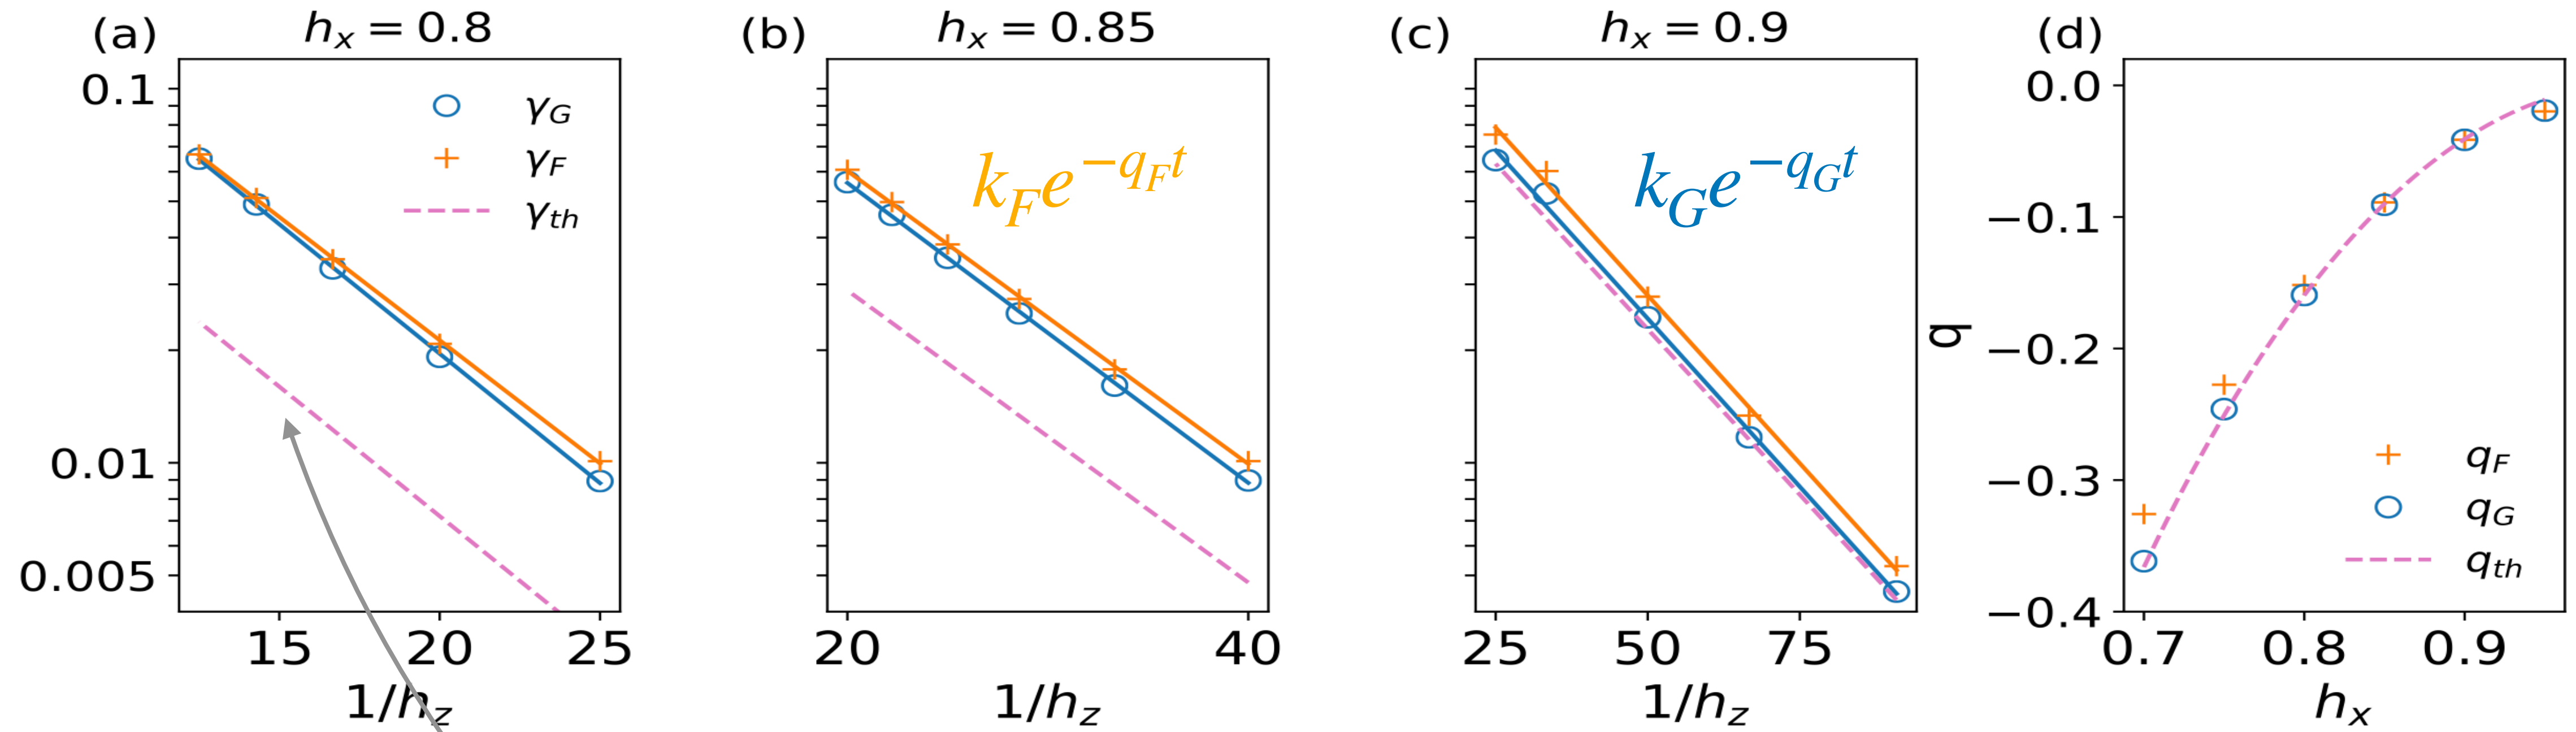 (a) h_x = 0.8
0.1
0.01
0.005
γ_G
γ_F
γ_th
15 20 25
1/h_z
(b) h_x = 0.85
k_F e^{−q_F t}
20 40
1/h_z
(c) h_x = 0.9
k_G e^{−q_G t}
25 50 75
1/h_z
(d)
q
0.0
−0.1
−0.2
−0.3
−0.4
q_F
q_G
q_th
0.7 0.8 0.9
h_x